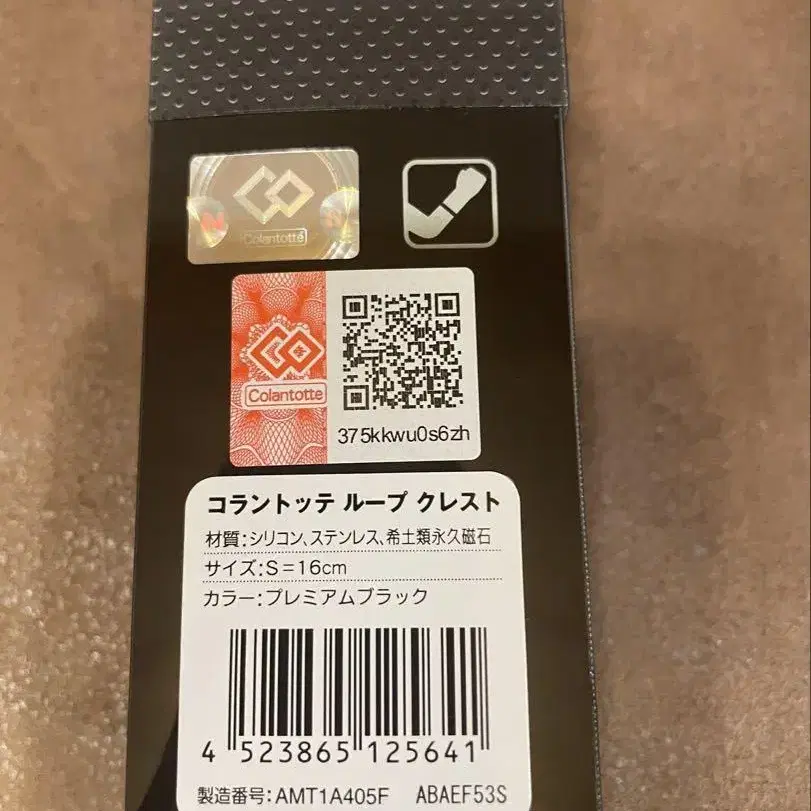 Colantotte
Colantotte
375kkwu0s6zh
コラントッテ ループ クレスト
材質:シリコン、ステンレス、希土類永久磁石
サイズ:S=16cm
カラー:プレミアムブラック
4 523865 125641
製造番号:AMT1A405F ABAEF53S